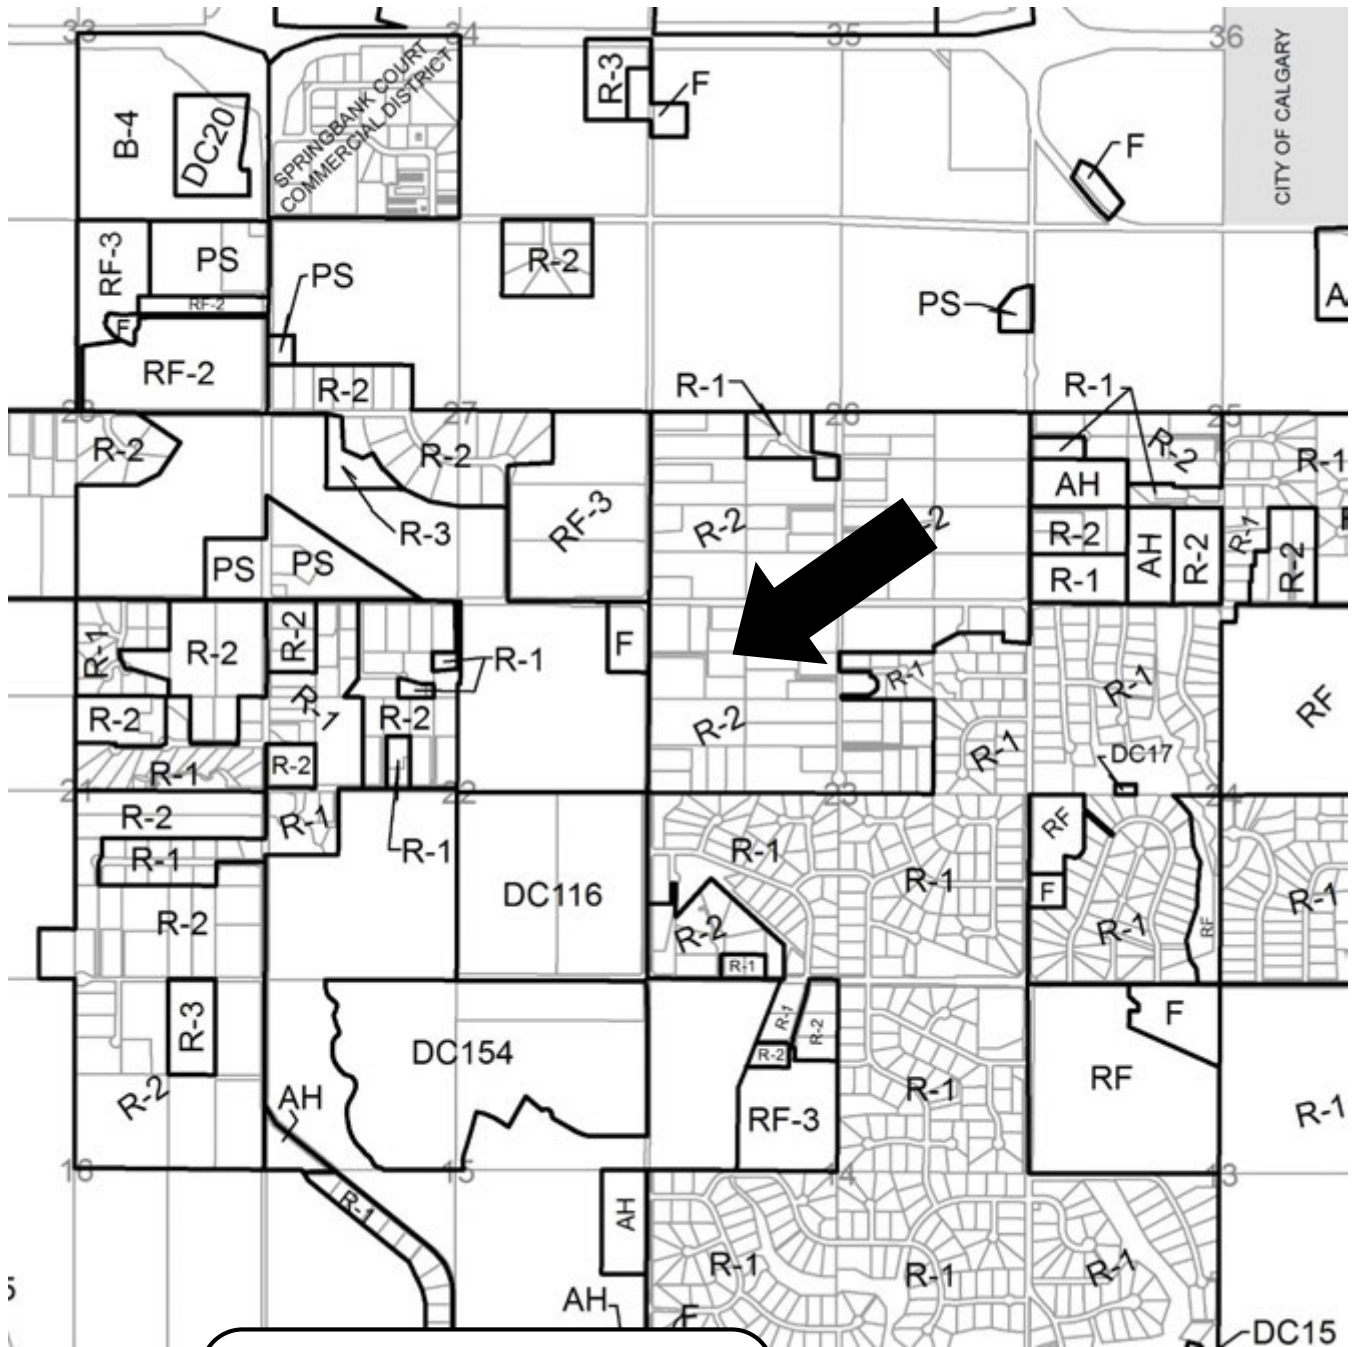 33
34
35
36
SPRINGBANK COURT
COMMERCIAL DISTRICT
CITY OF CALGARY
B-4
DC20
R-3
F
F
RF-3
PS
PS
R-2
RF-2
F
RF-2
R-2
PS
A
R-1
R-1
28
27
26
25
R-2
R-2
R-3
RF-3
R-2
-2
R-2
AH
R-1
R-2
R-1
AH
R-2
R-1
R-2
PS
PS
R-1
R-2
R-2
R-1
R-1
R-2
R-2
F
R-1
R-1
RF
R-2
R-1
R-2
R-2
R-1
DC17
21
22
23
24
R-2
R-1
R-1
R-1
R-2
DC116
R-1
R-1
RF
F
R-1
RF
R-1
R-2
R-1
R-3
R-2
AH
DC154
R-1
R-2
R-2
RF-3
R-1
F
RF
R-1
16
15
14
13
R-1
AH
R-1
R-1
R-1
AH
F
5
DC15